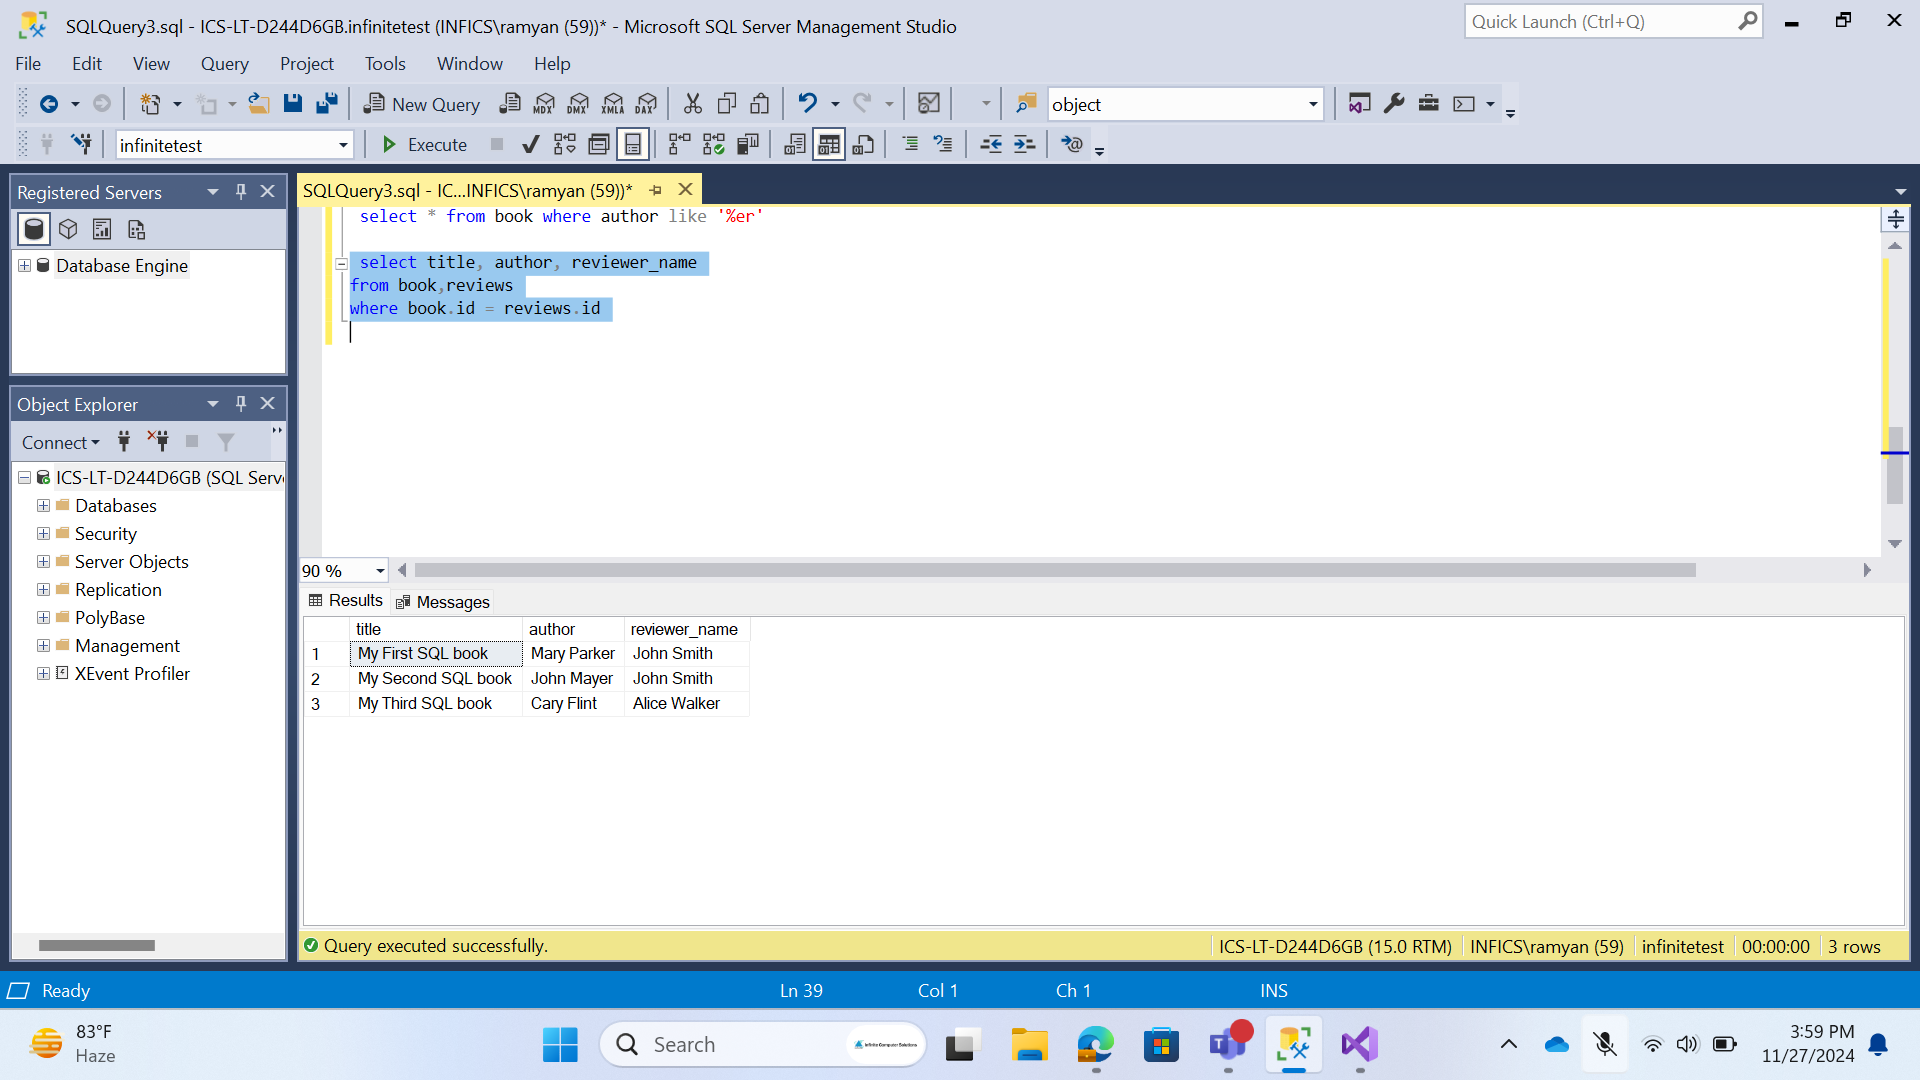 SQLQuery3.sql - ICS-LT-D244D6GB.infinitetest (INFICS\ramyan (59))* - Microsoft SQL Server Management Studio
Quick Launch (Ctrl+Q)
File Edit View Query Project Tools Window Help
New Query MDX DMX XMLA DAX object
infinitetest Execute
Registered Servers
Database Engine
Object Explorer
Connect
ICS-LT-D244D6GB (SQL Serv
Databases
Security
Server Objects
Replication
PolyBase
Management
XEvent Profiler
SQLQuery3.sql - IC...INFICS\ramyan (59))*
select * from book where author like '%er'
select title, author, reviewer_name
from book,reviews
where book.id = reviews.id
90 %
Results Messages
title author reviewer_name
1 My First SQL book Mary Parker John Smith
2 My Second SQL book John Mayer John Smith
3 My Third SQL book Cary Flint Alice Walker
Query executed successfully. ICS-LT-D244D6GB (15.0 RTM) INFICS\ramyan (59) infinitetest 00:00:00 3 rows
Ready Ln 39 Col 1 Ch 1 INS
83°F
Haze
Search
Infinite Computer Solutions
3:59 PM
11/27/2024